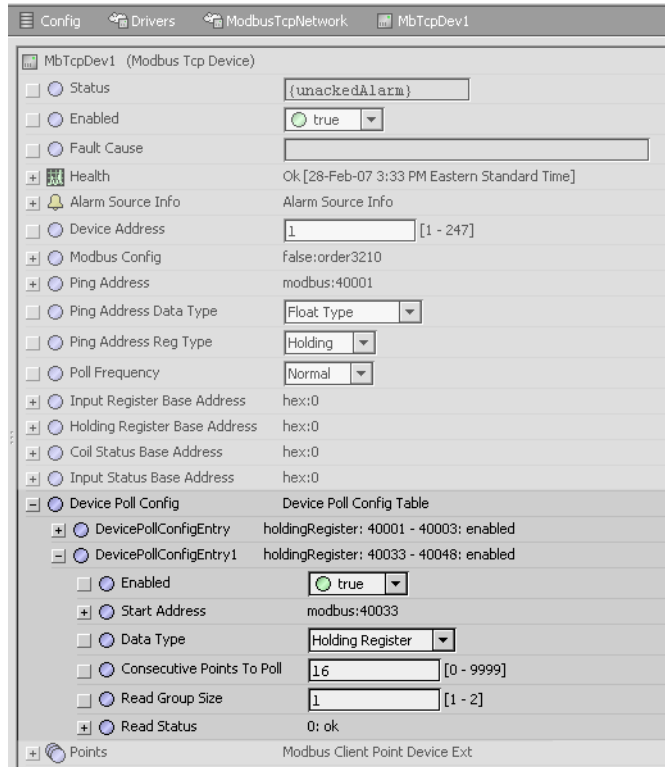 Config Drivers ModbusTcpNetwork MbTcpDev1
MbTcpDev1 (Modbus Tcp Device)
Status {unackedAlarm}
Enabled true
Fault Cause
Health Ok [28-Feb-07 3:33 PM Eastern Standard Time]
Alarm Source Info Alarm Source Info
Device Address 1 [1 - 247]
Modbus Config false:order3210
Ping Address modbus:40001
Ping Address Data Type Float Type
Ping Address Reg Type Holding
Poll Frequency Normal
Input Register Base Address hex:0
Holding Register Base Address hex:0
Coil Status Base Address hex:0
Input Status Base Address hex:0
Device Poll Config Device Poll Config Table
DevicePollConfigEntry holdingRegister: 40001 - 40003: enabled
DevicePollConfigEntry1 holdingRegister: 40033 - 40048: enabled
Enabled true
Start Address modbus:40033
Data Type Holding Register
Consecutive Points To Poll 16 [0 - 9999]
Read Group Size 1 [1 - 2]
Read Status 0: ok
Points Modbus Client Point Device Ext